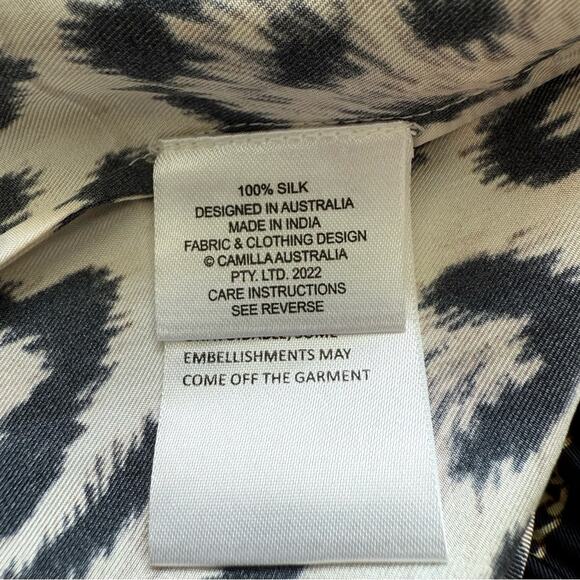 100% SILK
DESIGNED IN AUSTRALIA
MADE IN INDIA
FABRIC & CLOTHING DESIGN
© CAMILLA AUSTRALIA
PTY. LTD. 2022
CARE INSTRUCTIONS
SEE REVERSE
EMBELLISHMENTS MAY
COME OFF THE GARMENT